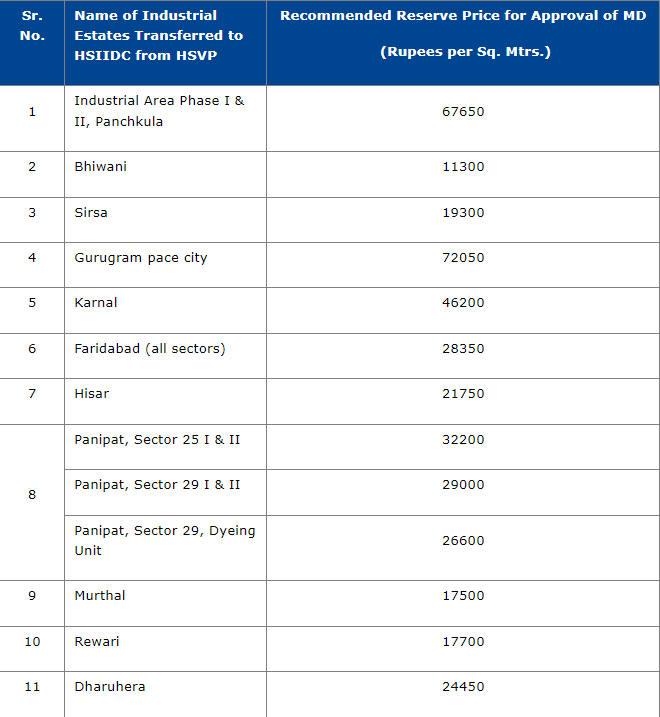 Sr.
No.
Name of Industrial
Estates Transferred to
HSIIDC from HSVP
Recommended Reserve Price for Approval of MD
(Rupees per Sq. Mtrs.)
1
Industrial Area Phase I &
II, Panchkula
67650
2
Bhiwani
11300
3
Sirsa
19300
4
Gurugram pace city
72050
5
Karnal
46200
6
Faridabad (all sectors)
28350
7
Hisar
21750
8
Panipat, Sector 25 I & II
32200
Panipat, Sector 29 I & II
29000
Panipat, Sector 29, Dyeing
Unit
26600
9
Murthal
17500
10
Rewari
17700
11
Dharuhera
24450